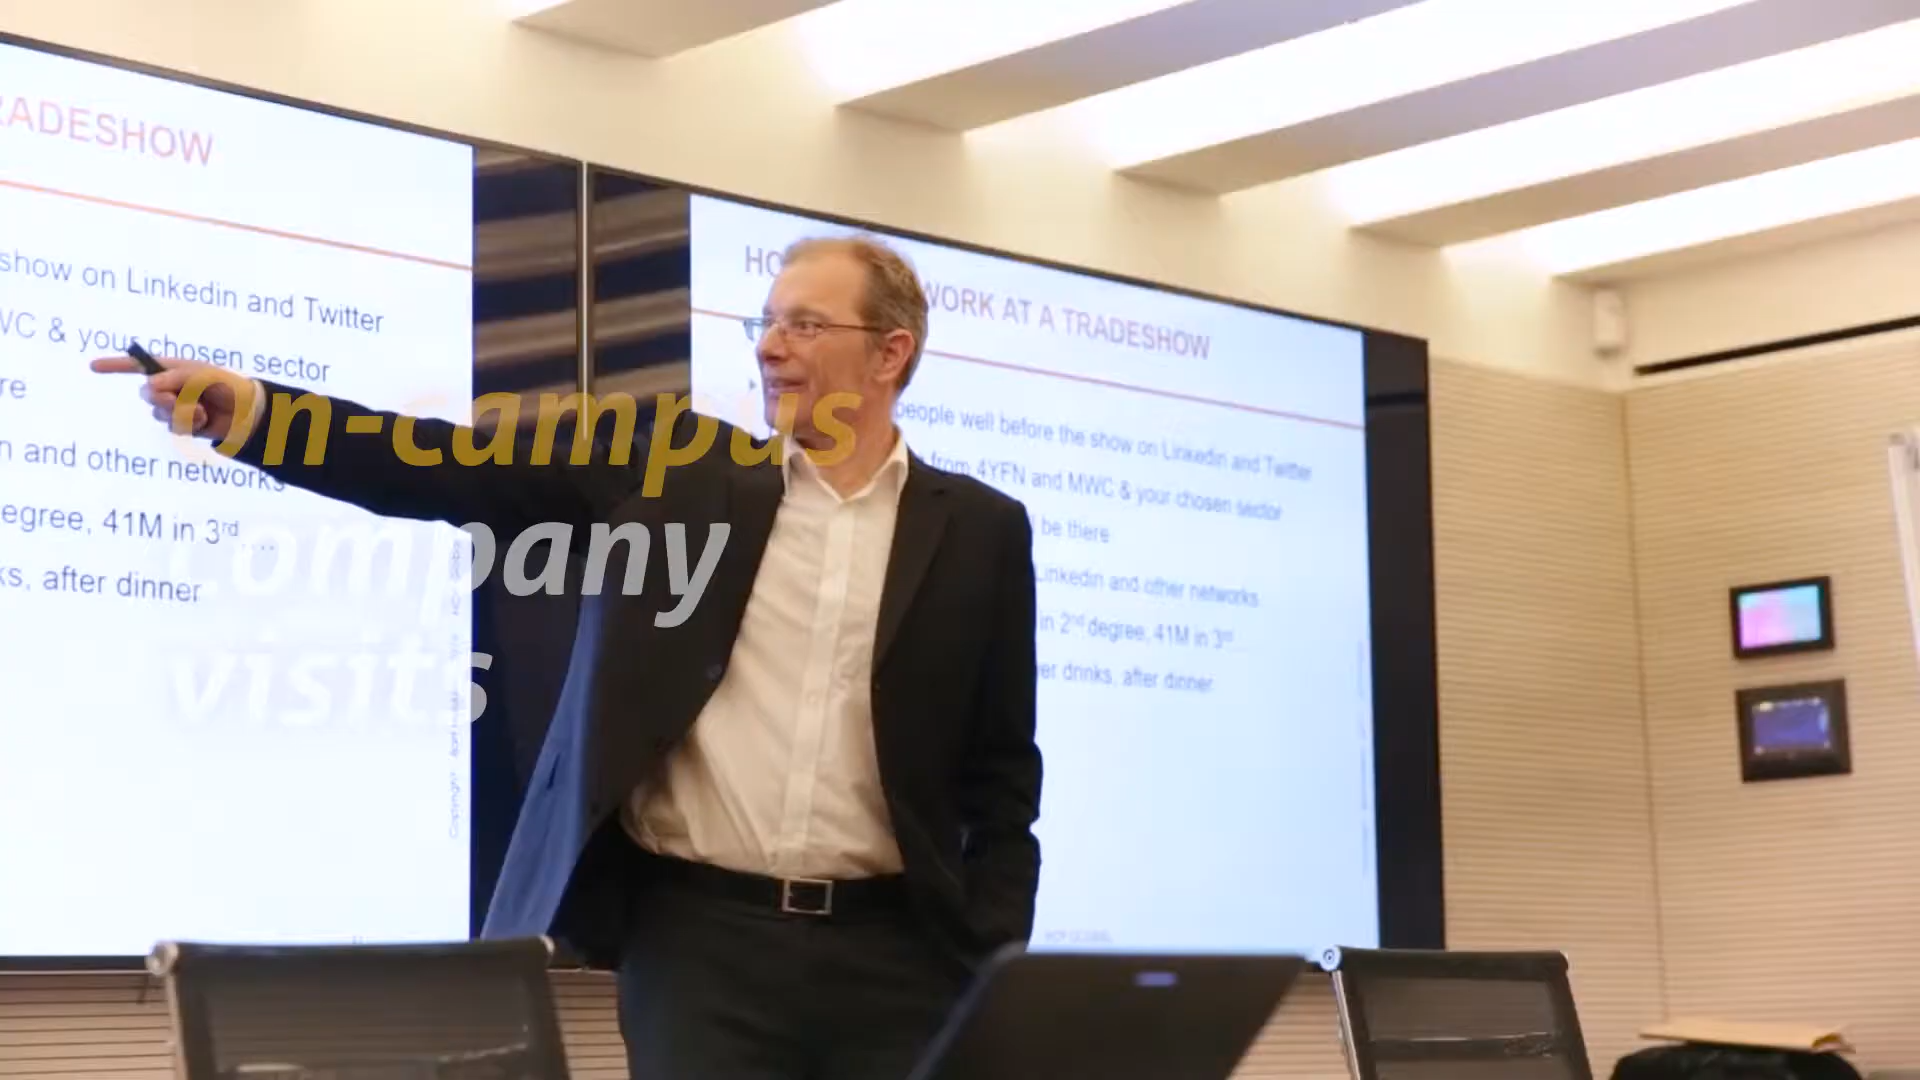 RADESHOW
show on Linkedin and Twitter
WC & your chosen sector
re
n and other networks
egree, 41M in 3rd ...
ks, after dinner
WORK AT A TRADESHOW
people well before the show on Linkedin and Twitter
from 4YFN and MWC & your chosen sector
be there
Linkedin and other networks
in 2nd degree, 41M in 3rd ...
er drinks, after dinner
On-campus
company
visits